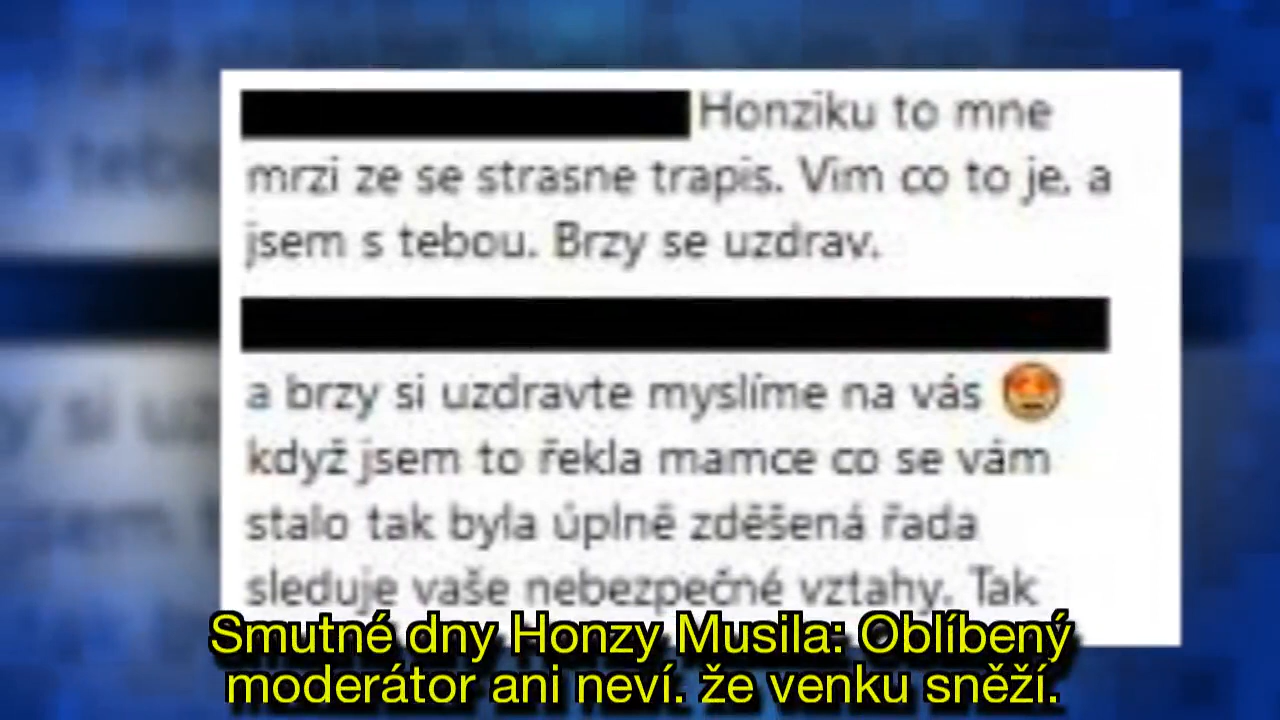 Honziku to mne
mrzi ze se strasne trapis. Vim co to je, a
jsem s tebou. Brzy se uzdrav.
a brzy si uzdravte myslíme na vás
když jsem to řekla mamce co se vám
stalo tak byla úplně zděšená řada
sleduje vaše nebezpečné vztahy. Tak
Smutné dny Honzy Musila: Oblíbený
moderátor ani neví. že venku sněží.